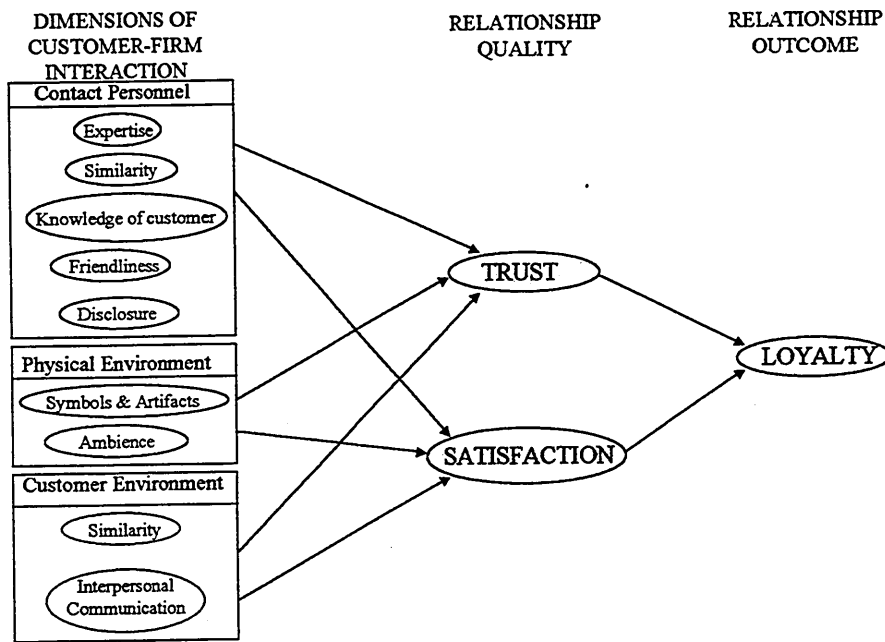 DIMENSIONS OF
CUSTOMER-FIRM
INTERACTION
RELATIONSHIP
QUALITY
RELATIONSHIP
OUTCOME
Contact Personnel
Expertise
Similarity
Knowledge of customer
Friendliness
Disclosure
Physical Environment
Symbols & Artifacts
Ambience
Customer Environment
Similarity
Interpersonal
Communication
TRUST
SATISFACTION
LOYALTY